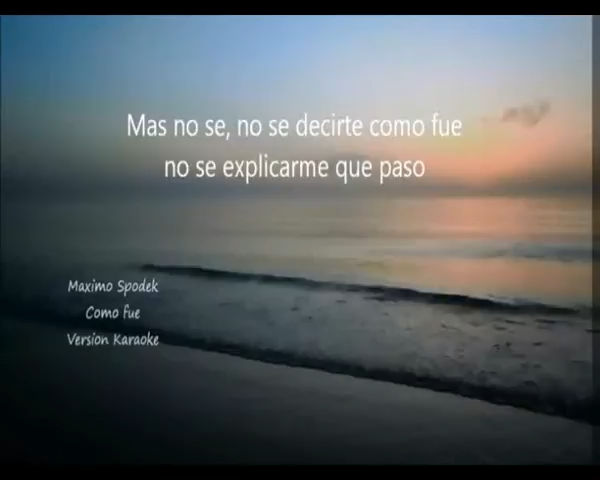 Mas no se, no se decirte como fue
no se explicarme que paso
Maximo Spodek
Como fue
Version Karaoke